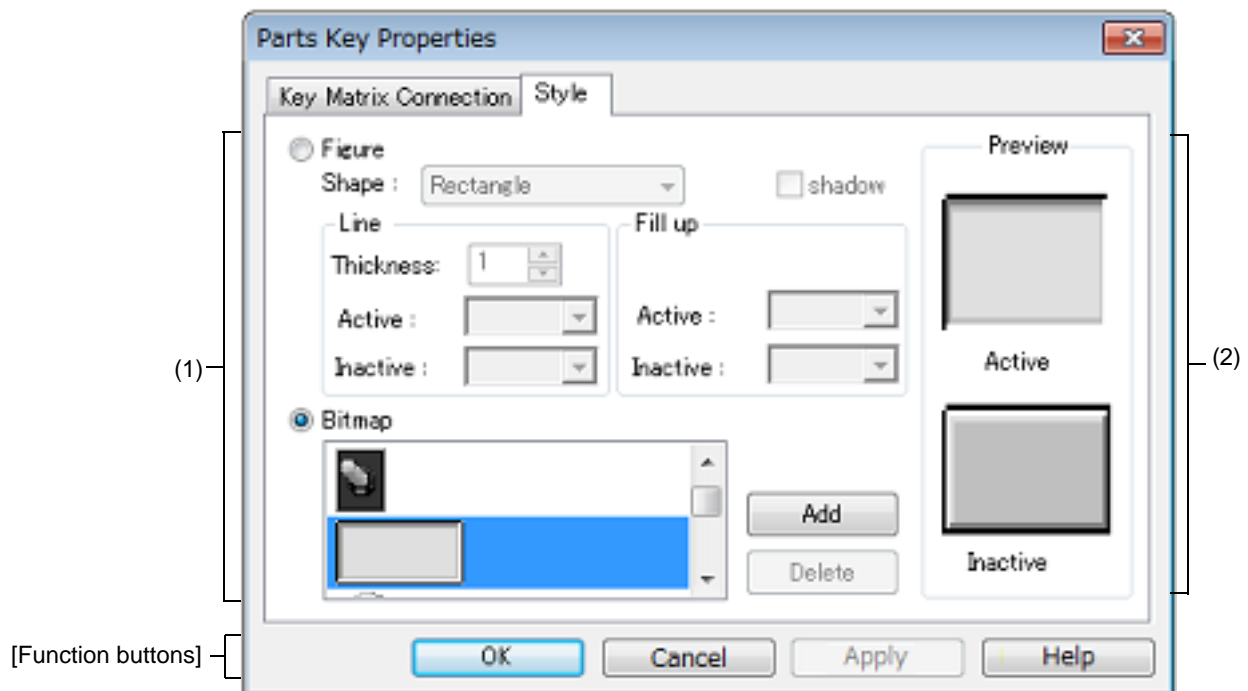 Parts Key Properties
Key Matrix Connection Style
Figure
Preview
Shape : Rectangle shadow
Line Fill up
Thickness: 1
Active : Active :
(1) Inactive : Inactive : Active (2)
Bitmap
Add
Delete
Inactive
[Function buttons] OK Cancel Apply Help